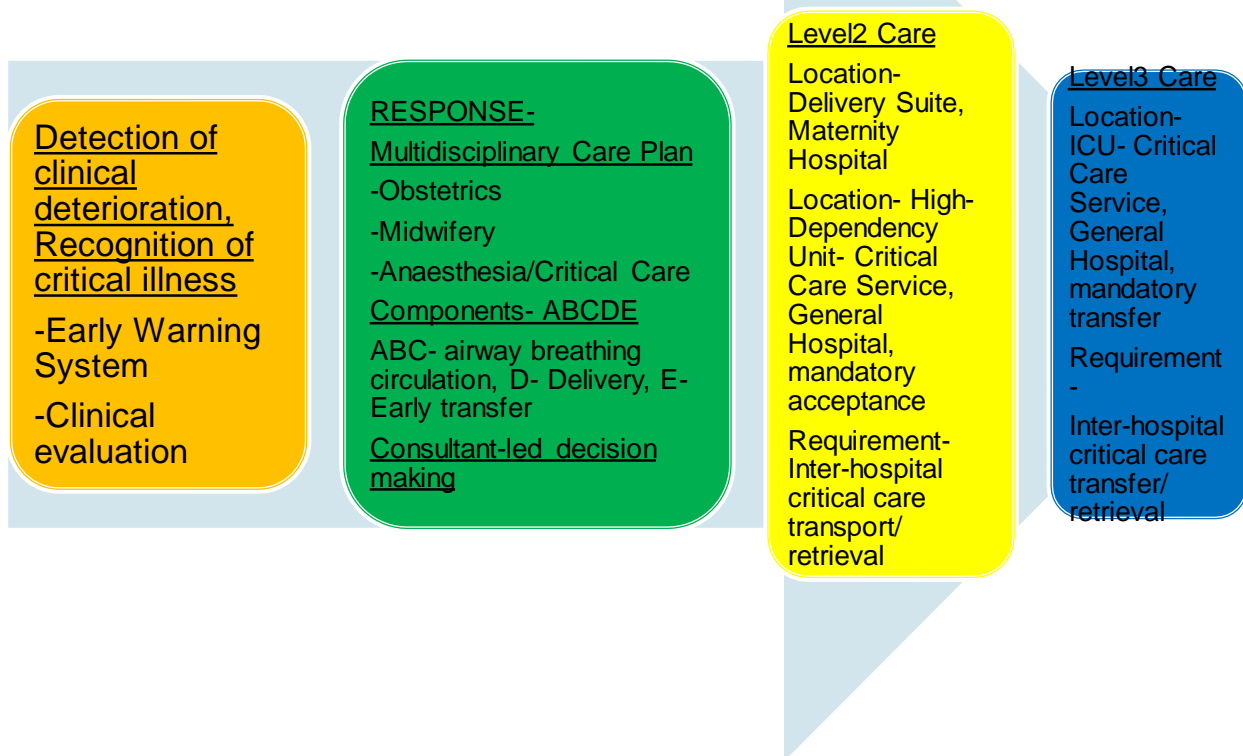 Detection of
clinical
deterioration,
Recognition of
critical illness
-Early Warning
System
-Clinical
evaluation
RESPONSE-
Multidisciplinary Care Plan
-Obstetrics
-Midwifery
-Anaesthesia/Critical Care
Components- ABCDE
ABC- airway breathing
circulation, D- Delivery, E-
Early transfer
Consultant-led decision
making
Level2 Care
Location-
Delivery Suite,
Maternity
Hospital
Location- High-
Dependency
Unit- Critical
Care Service,
General
Hospital,
mandatory
acceptance
Requirement-
Inter-hospital
critical care
transport/
retrieval
Level3 Care
Location-
ICU- Critical
Care
Service,
General
Hospital,
mandatory
transfer
Requirement
-
Inter-hospital
critical care
transfer/
retrieval